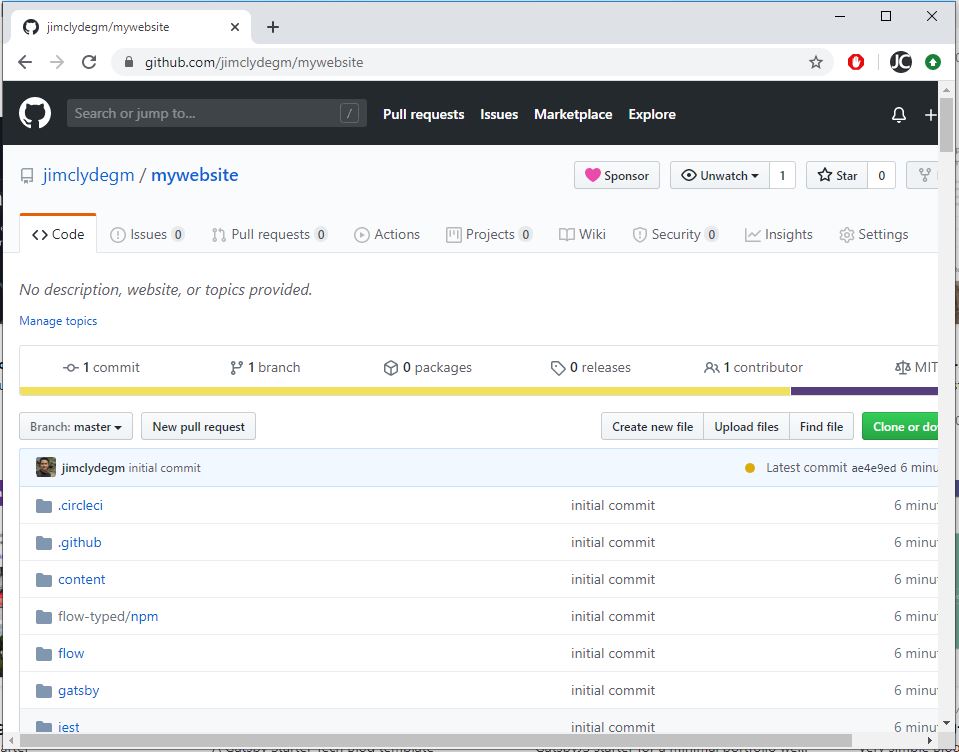 jimclydegm/mywebsite
github.com/jimclydegm/mywebsite
JC
Search or jump to... /
Pull requests Issues Marketplace Explore
jimclydegm / mywebsite
Sponsor Unwatch 1 Star 0
Code Issues 0 Pull requests 0 Actions Projects 0 Wiki Security 0 Insights Settings
No description, website, or topics provided.
Manage topics
1 commit 1 branch 0 packages 0 releases 1 contributor MIT
Branch: master New pull request Create new file Upload files Find file Clone or do
jimclydegm initial commit Latest commit ae4e9ed 6 minu
.circleci initial commit 6 minu
.github initial commit 6 minu
content initial commit 6 minu
flow-typed/npm initial commit 6 minu
flow initial commit 6 minu
gatsby initial commit 6 minu
jest initial commit 6 minu